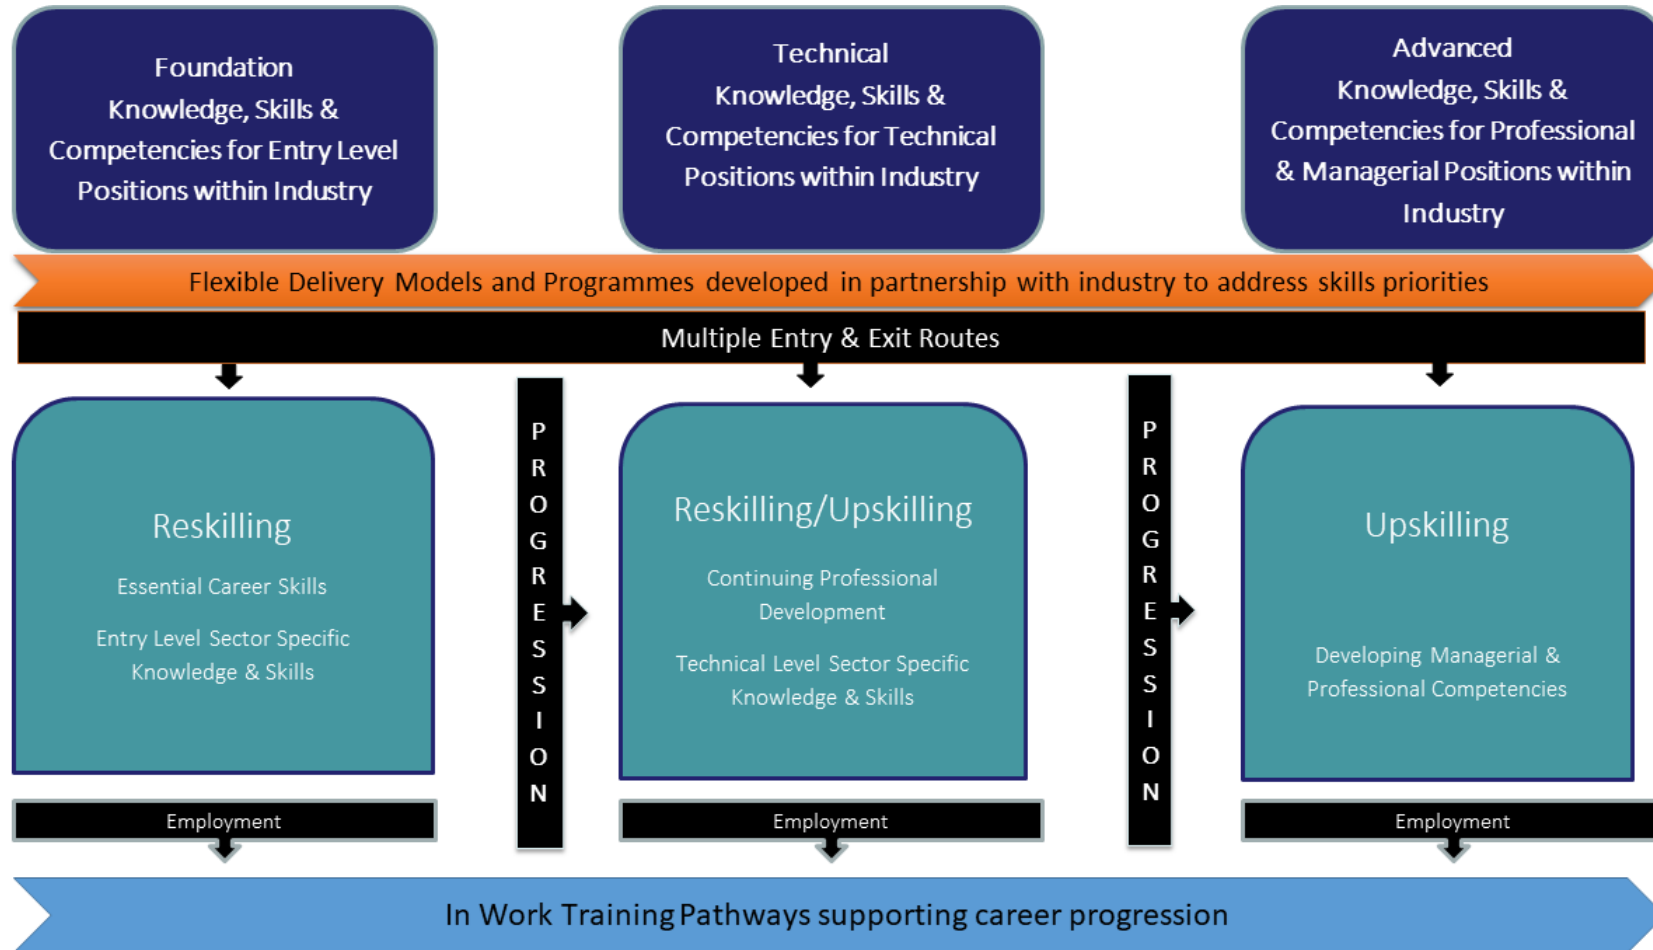 Foundation
Knowledge, Skills &
Competencies for Entry Level
Positions within Industry
Technical
Knowledge, Skills &
Competencies for Technical
Positions within Industry
Advanced
Knowledge, Skills &
Competencies for Professional
& Managerial Positions within
Industry
Flexible Delivery Models and Programmes developed in partnership with industry to address skills priorities
Multiple Entry & Exit Routes
Reskilling
Essential Career Skills
Entry Level Sector Specific
Knowledge & Skills
PROGRESSION
Reskilling/Upskilling
Continuing Professional
Development
Technical Level Sector Specific
Knowledge & Skills
PROGRESSION
Upskilling
Developing Managerial &
Professional Competencies
Employment
Employment
Employment
In Work Training Pathways supporting career progression